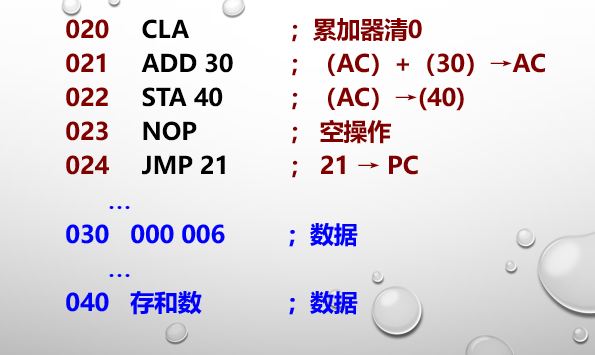 020 CLA ；累加器清0
021 ADD 30 ；（AC）+（30）→AC
022 STA 40 ；（AC）→(40)
023 NOP ； 空操作
024 JMP 21 ； 21 → PC
…
030 000 006 ；数据
…
040 存和数 ；数据